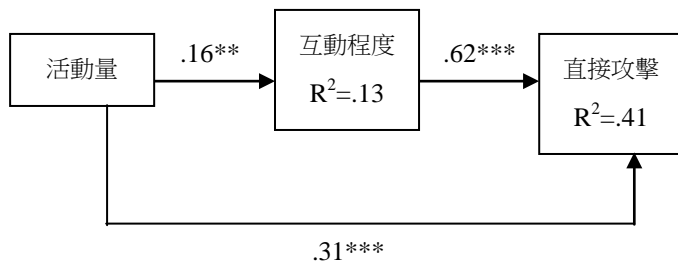 活動量
.16**
互動程度
R²=.13
.62***
直接攻擊
R²=.41
.31***